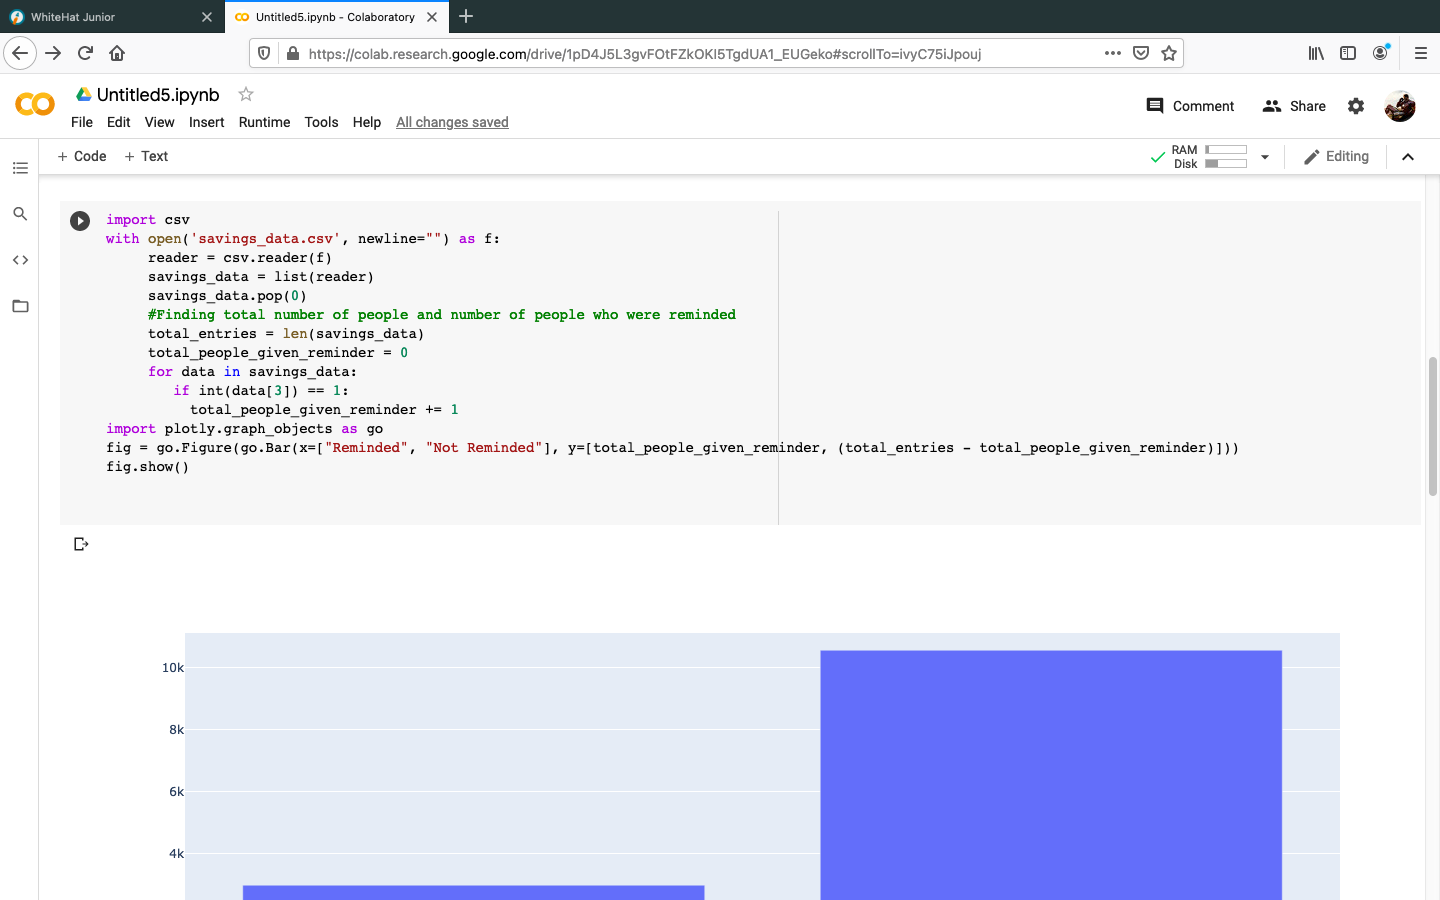 WhiteHat Junior
Untitled5.ipynb - Colaboratory
https://colab.research.google.com/drive/1pD4J5L3gvFOtFZkOKI5TgdUA1_EUGeko#scrollTo=ivyC75iJpouj
Untitled5.ipynb
Comment Share
File Edit View Insert Runtime Tools Help All changes saved
+ Code + Text
RAM
Disk
Editing
import csv
with open('savings_data.csv', newline="") as f:
     reader = csv.reader(f)
     savings_data = list(reader)
     savings_data.pop(0)
     #Finding total number of people and number of people who were reminded
     total_entries = len(savings_data)
     total_people_given_reminder = 0
     for data in savings_data:
        if int(data[3]) == 1:
          total_people_given_reminder += 1
import plotly.graph_objects as go
fig = go.Figure(go.Bar(x=["Reminded", "Not Reminded"], y=[total_people_given_reminder, (total_entries - total_people_given_reminder)]))
fig.show()
10k
8k
6k
4k